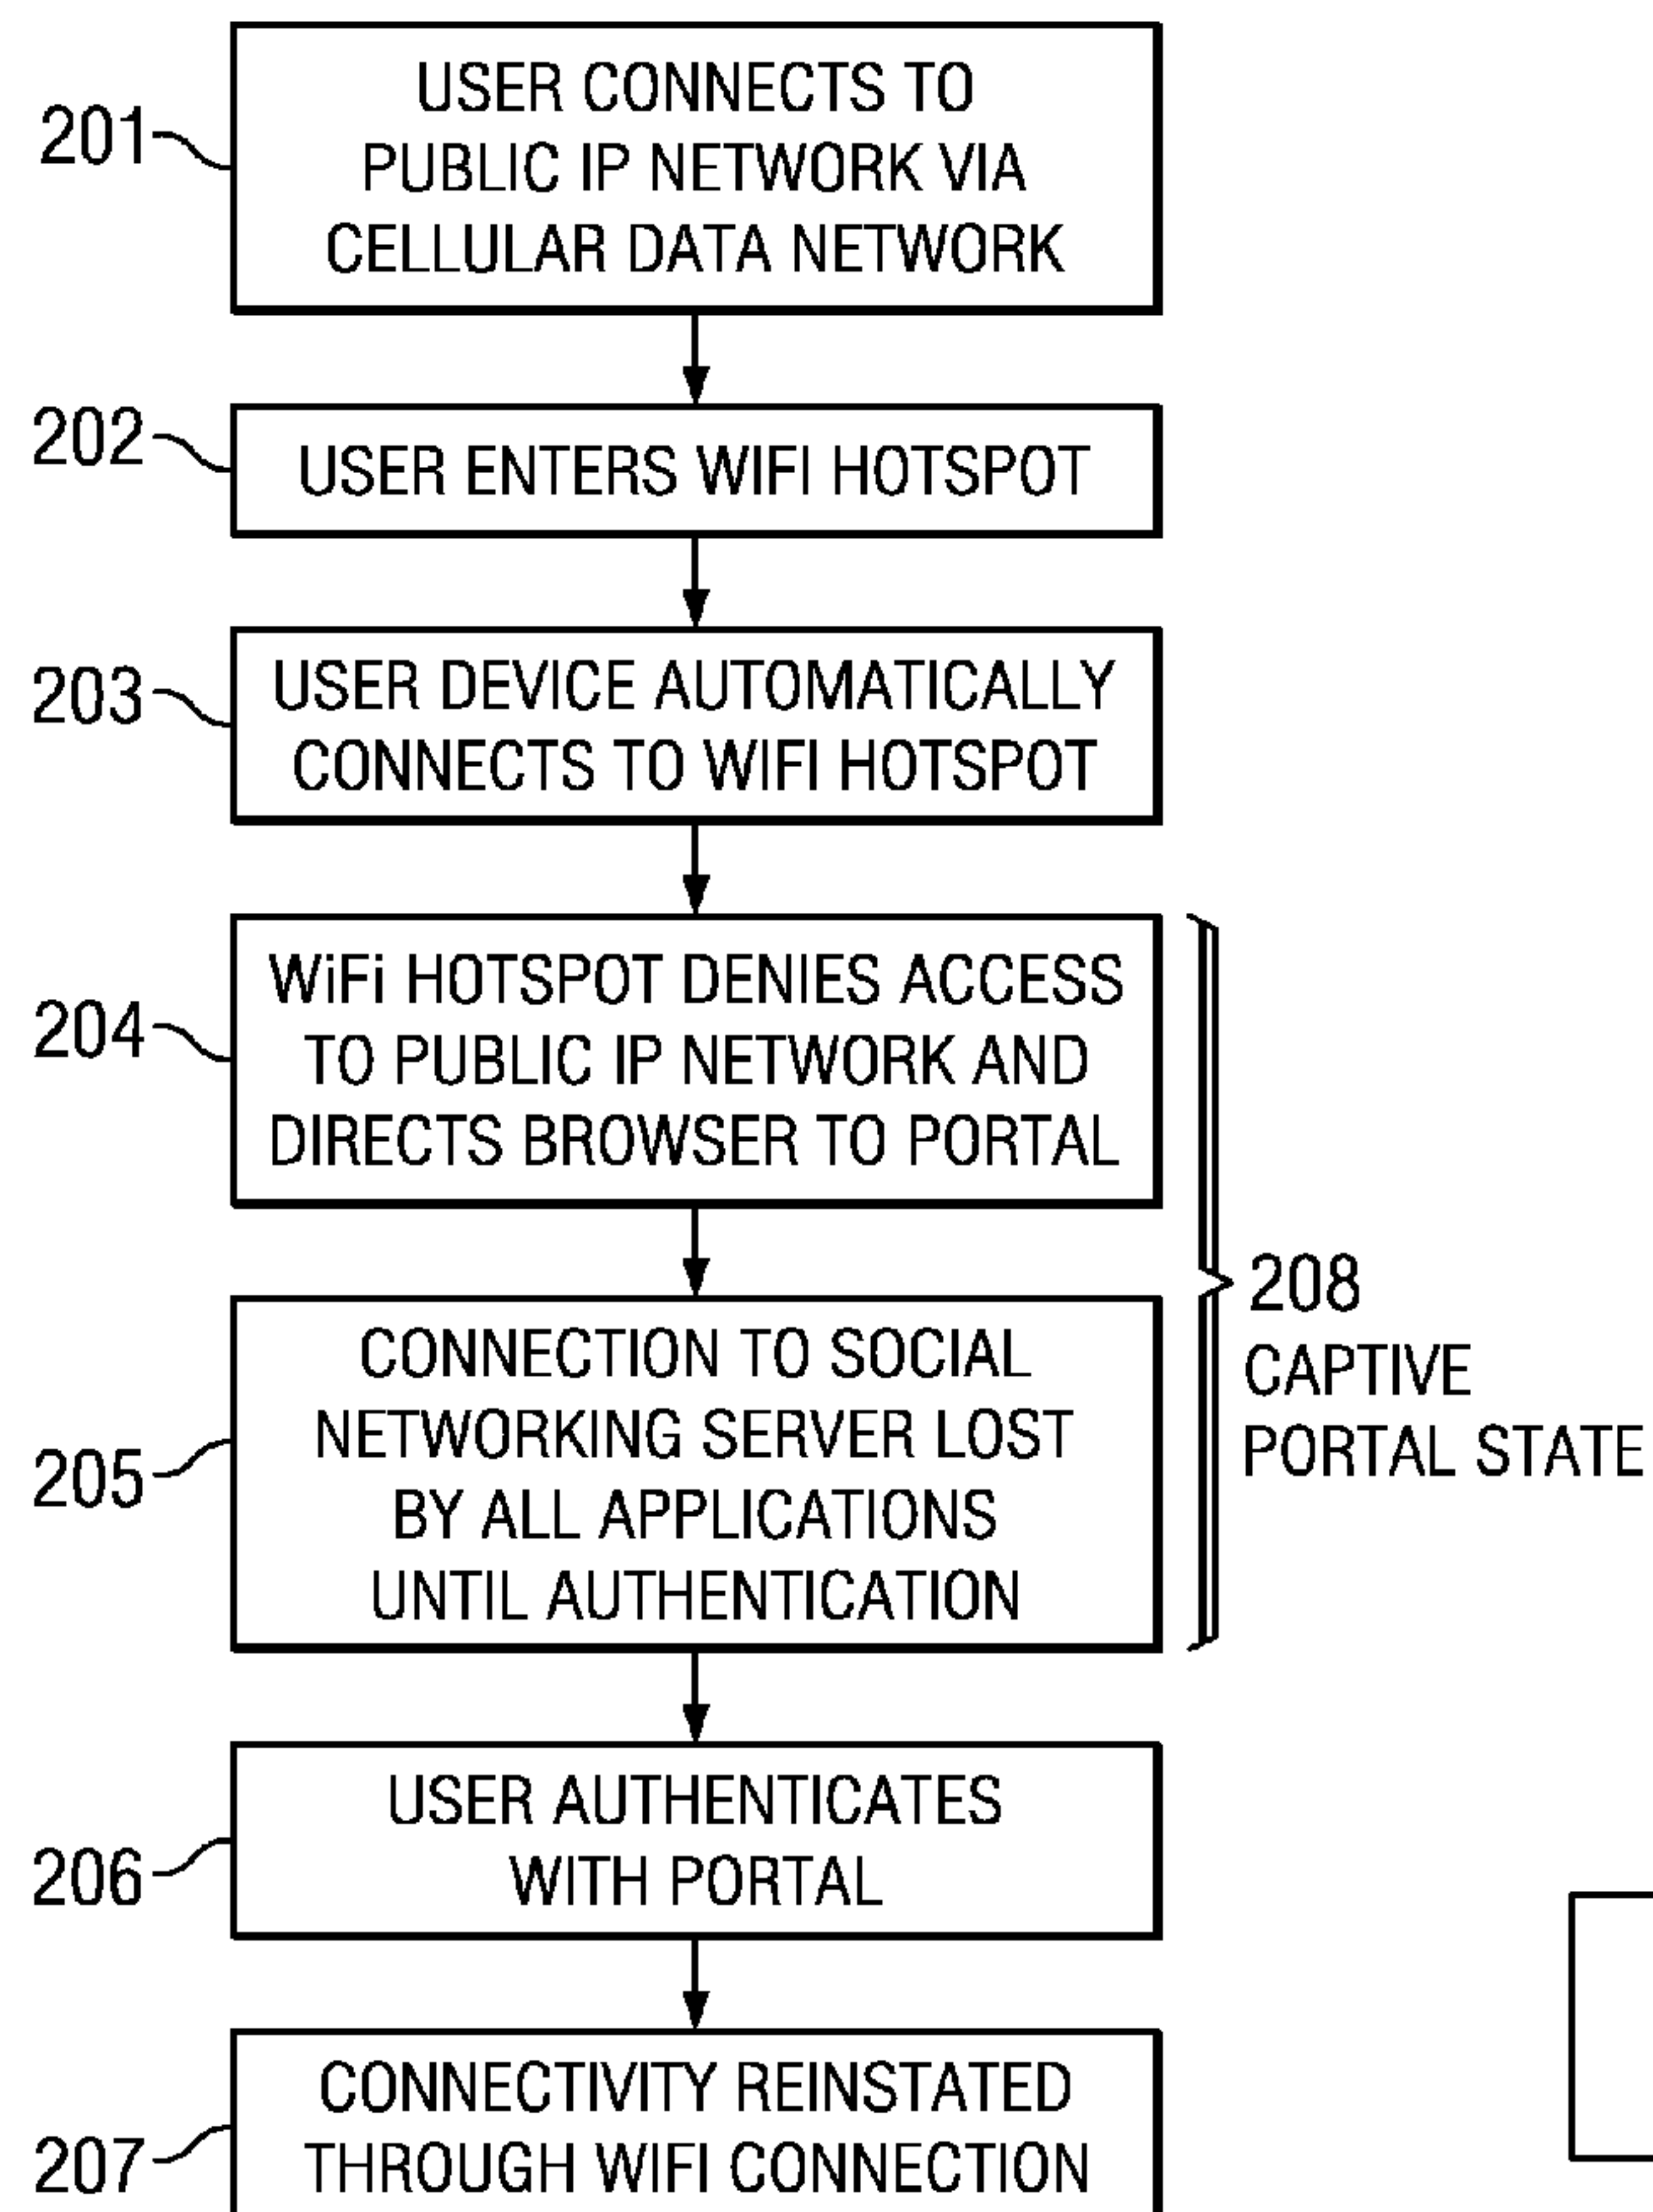 201
USER CONNECTS TO
PUBLIC IP NETWORK VIA
CELLULAR DATA NETWORK
202
USER ENTERS WIFI HOTSPOT
203
USER DEVICE AUTOMATICALLY
CONNECTS TO WIFI HOTSPOT
204
WiFi HOTSPOT DENIES ACCESS
TO PUBLIC IP NETWORK AND
DIRECTS BROWSER TO PORTAL
208
CAPTIVE
PORTAL STATE
205
CONNECTION TO SOCIAL
NETWORKING SERVER LOST
BY ALL APPLICATIONS
UNTIL AUTHENTICATION
206
USER AUTHENTICATES
WITH PORTAL
207
CONNECTIVITY REINSTATED
THROUGH WIFI CONNECTION